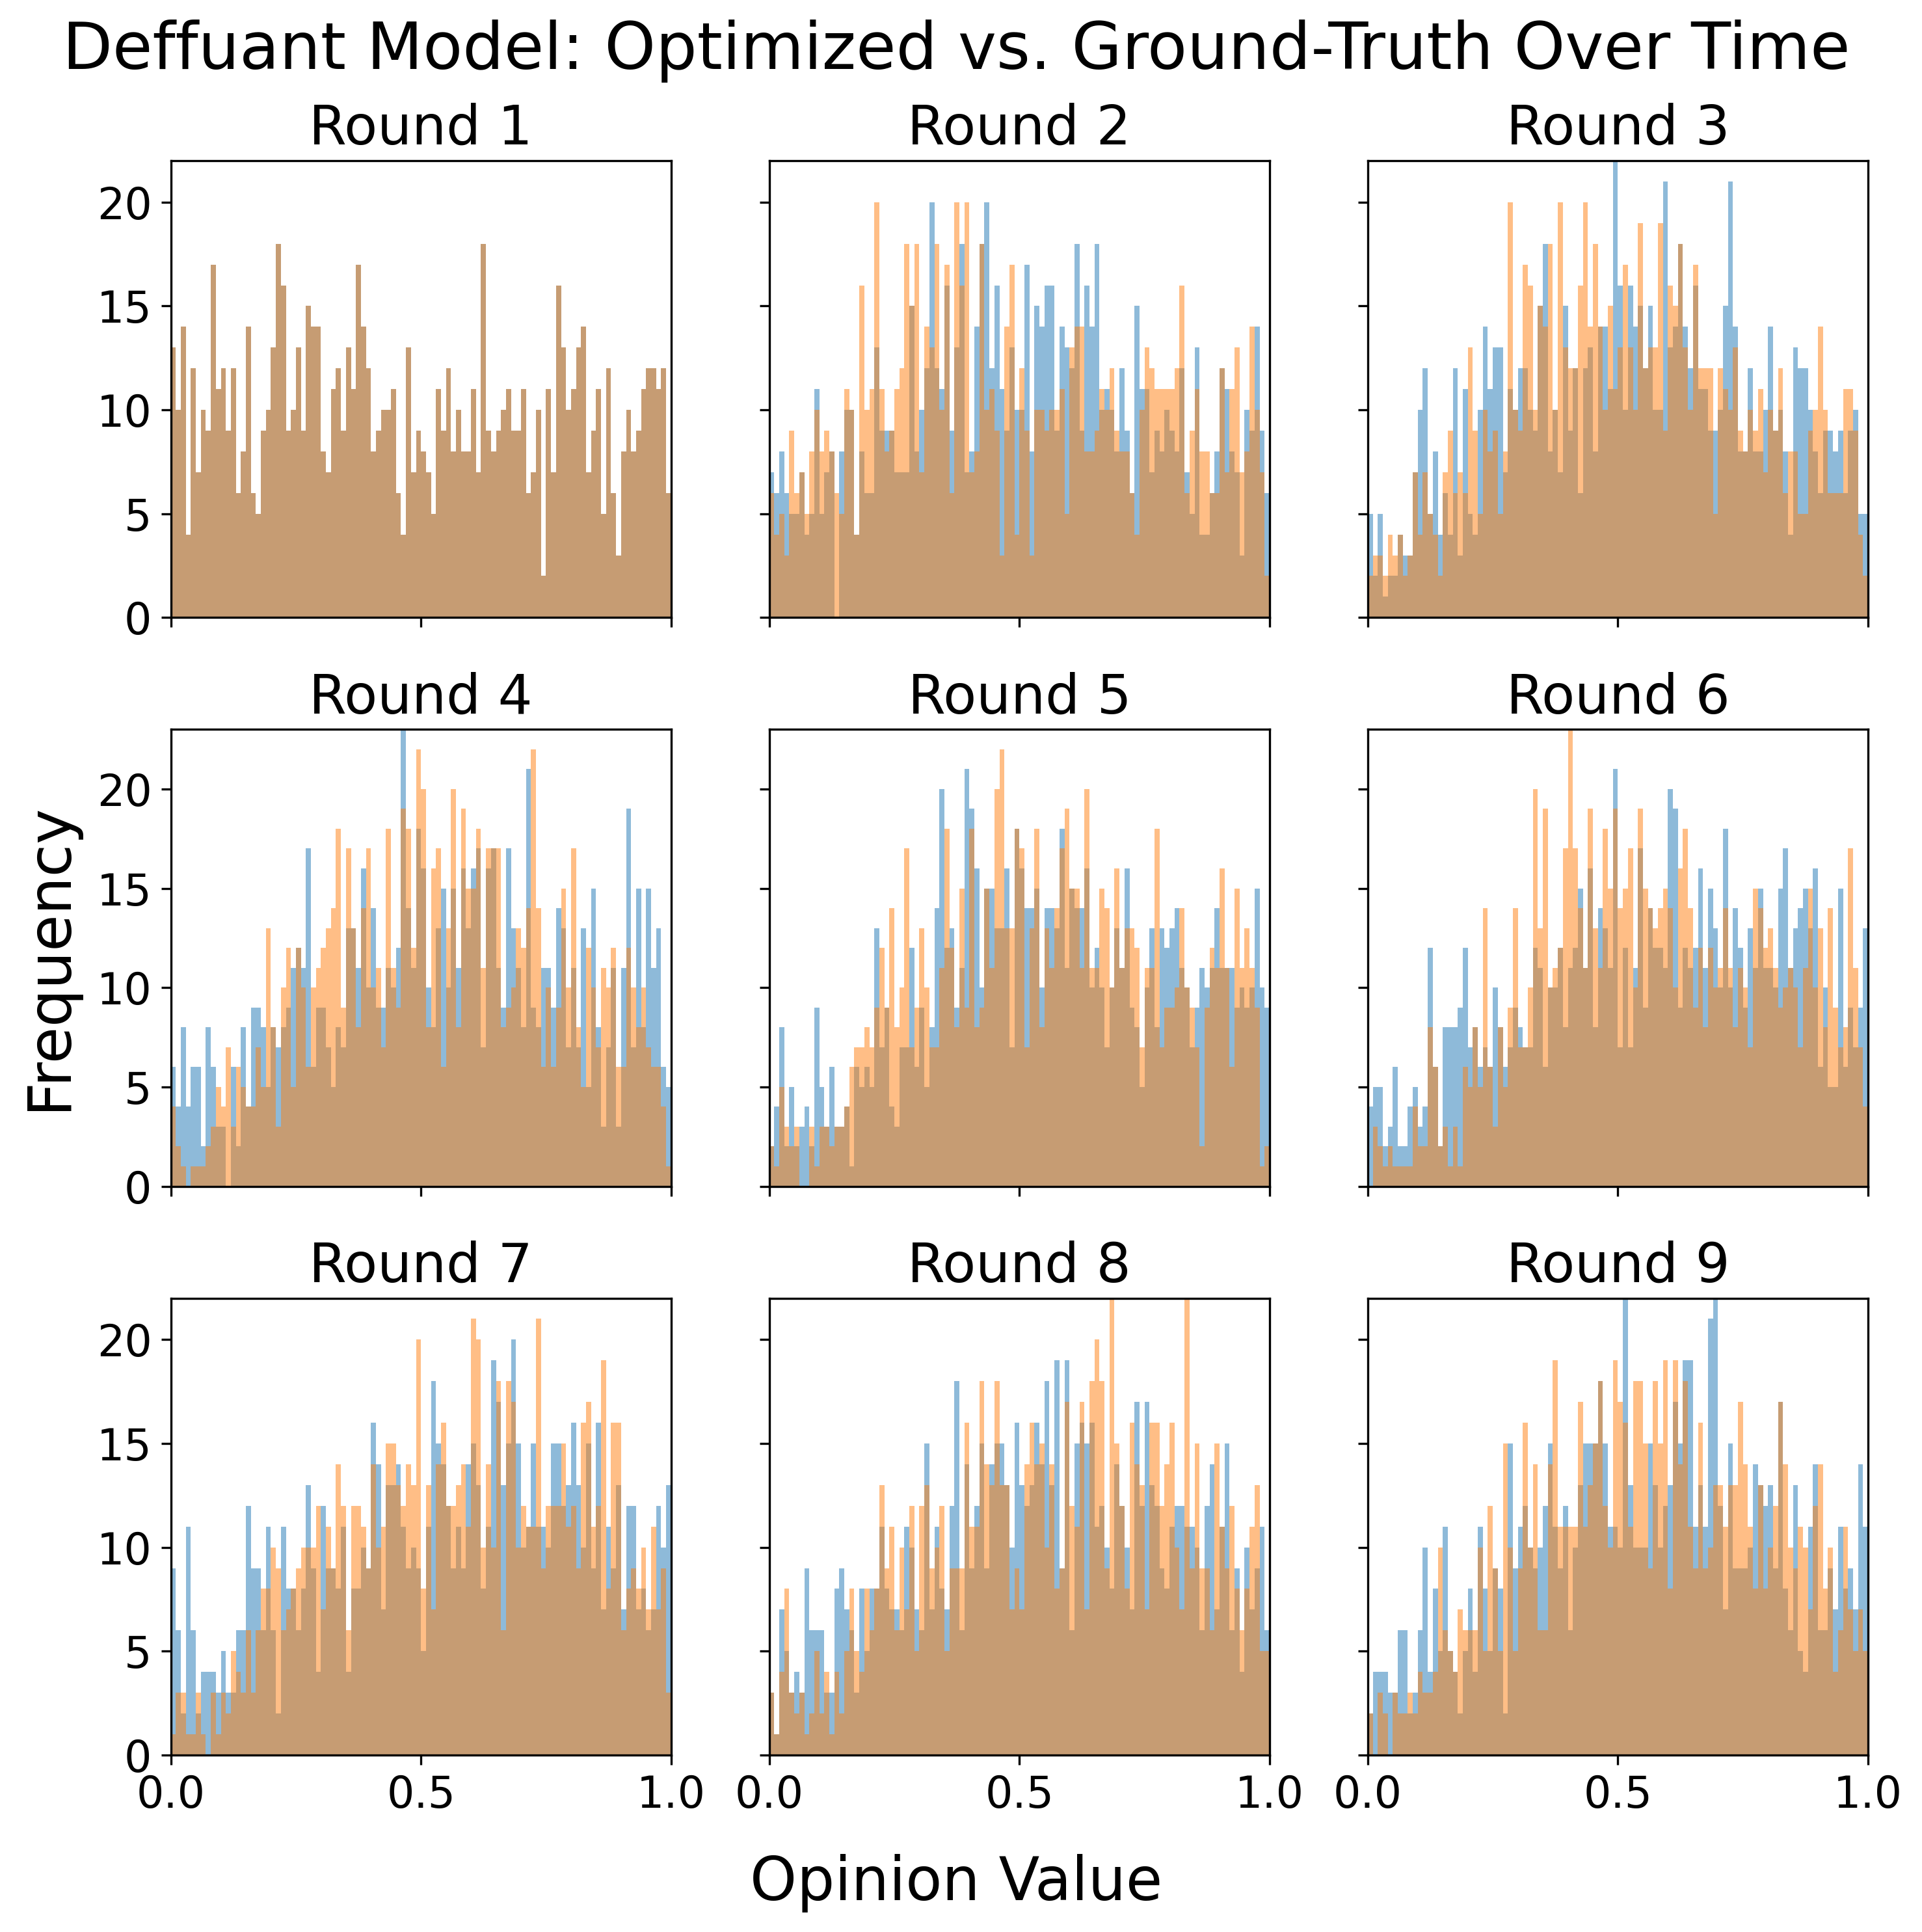 Deffuant Model: Optimized vs. Ground-Truth Over Time
Round 1
Round 2
Round 3
20
15
10
5
0
Round 4
Round 5
Round 6
Frequency
20
15
10
5
0
Round 7
Round 8
Round 9
20
15
10
5
0
0.0 0.5 1.0
0.0 0.5 1.0
0.0 0.5 1.0
Opinion Value